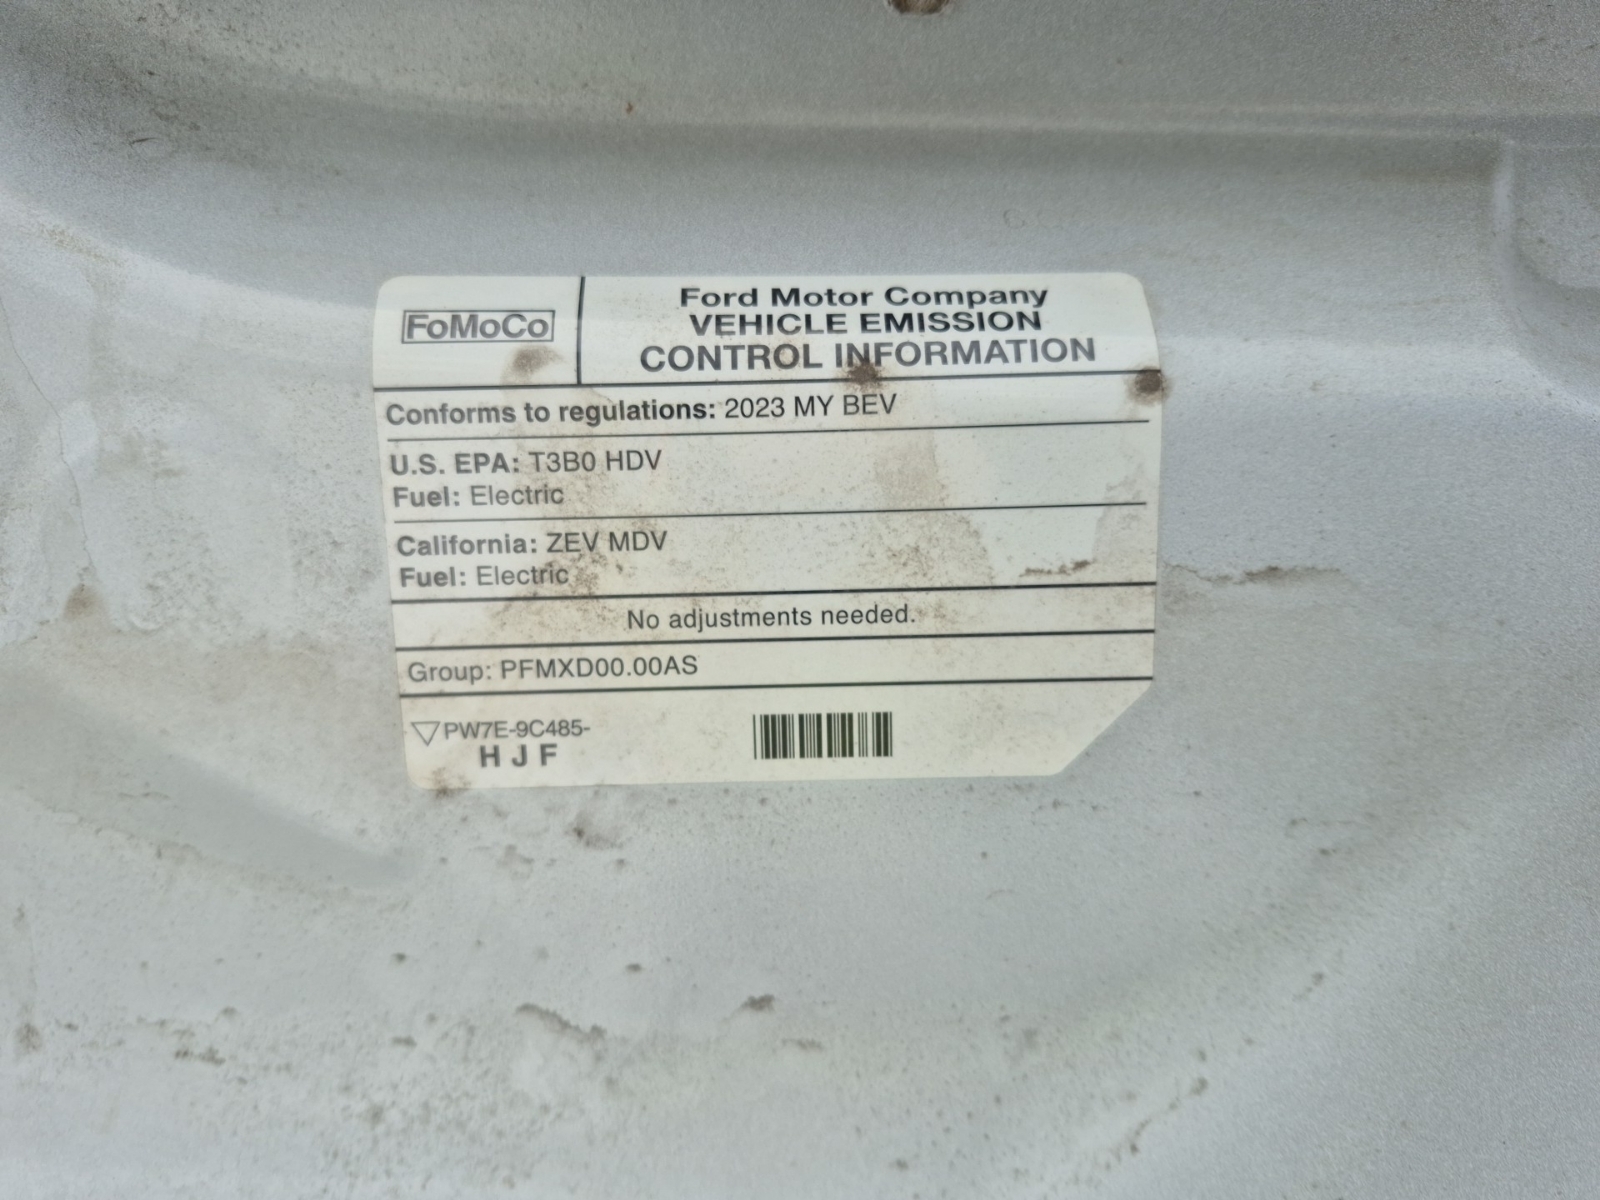 FoMoCo
Ford Motor Company
VEHICLE EMISSION
CONTROL INFORMATION
Conforms to regulations: 2023 MY BEV
U.S. EPA: T3B0 HDV
Fuel: Electric
California: ZEV MDV
Fuel: Electric
No adjustments needed.
Group: PFMXD00.00AS
PW7E-9C485-
H J F